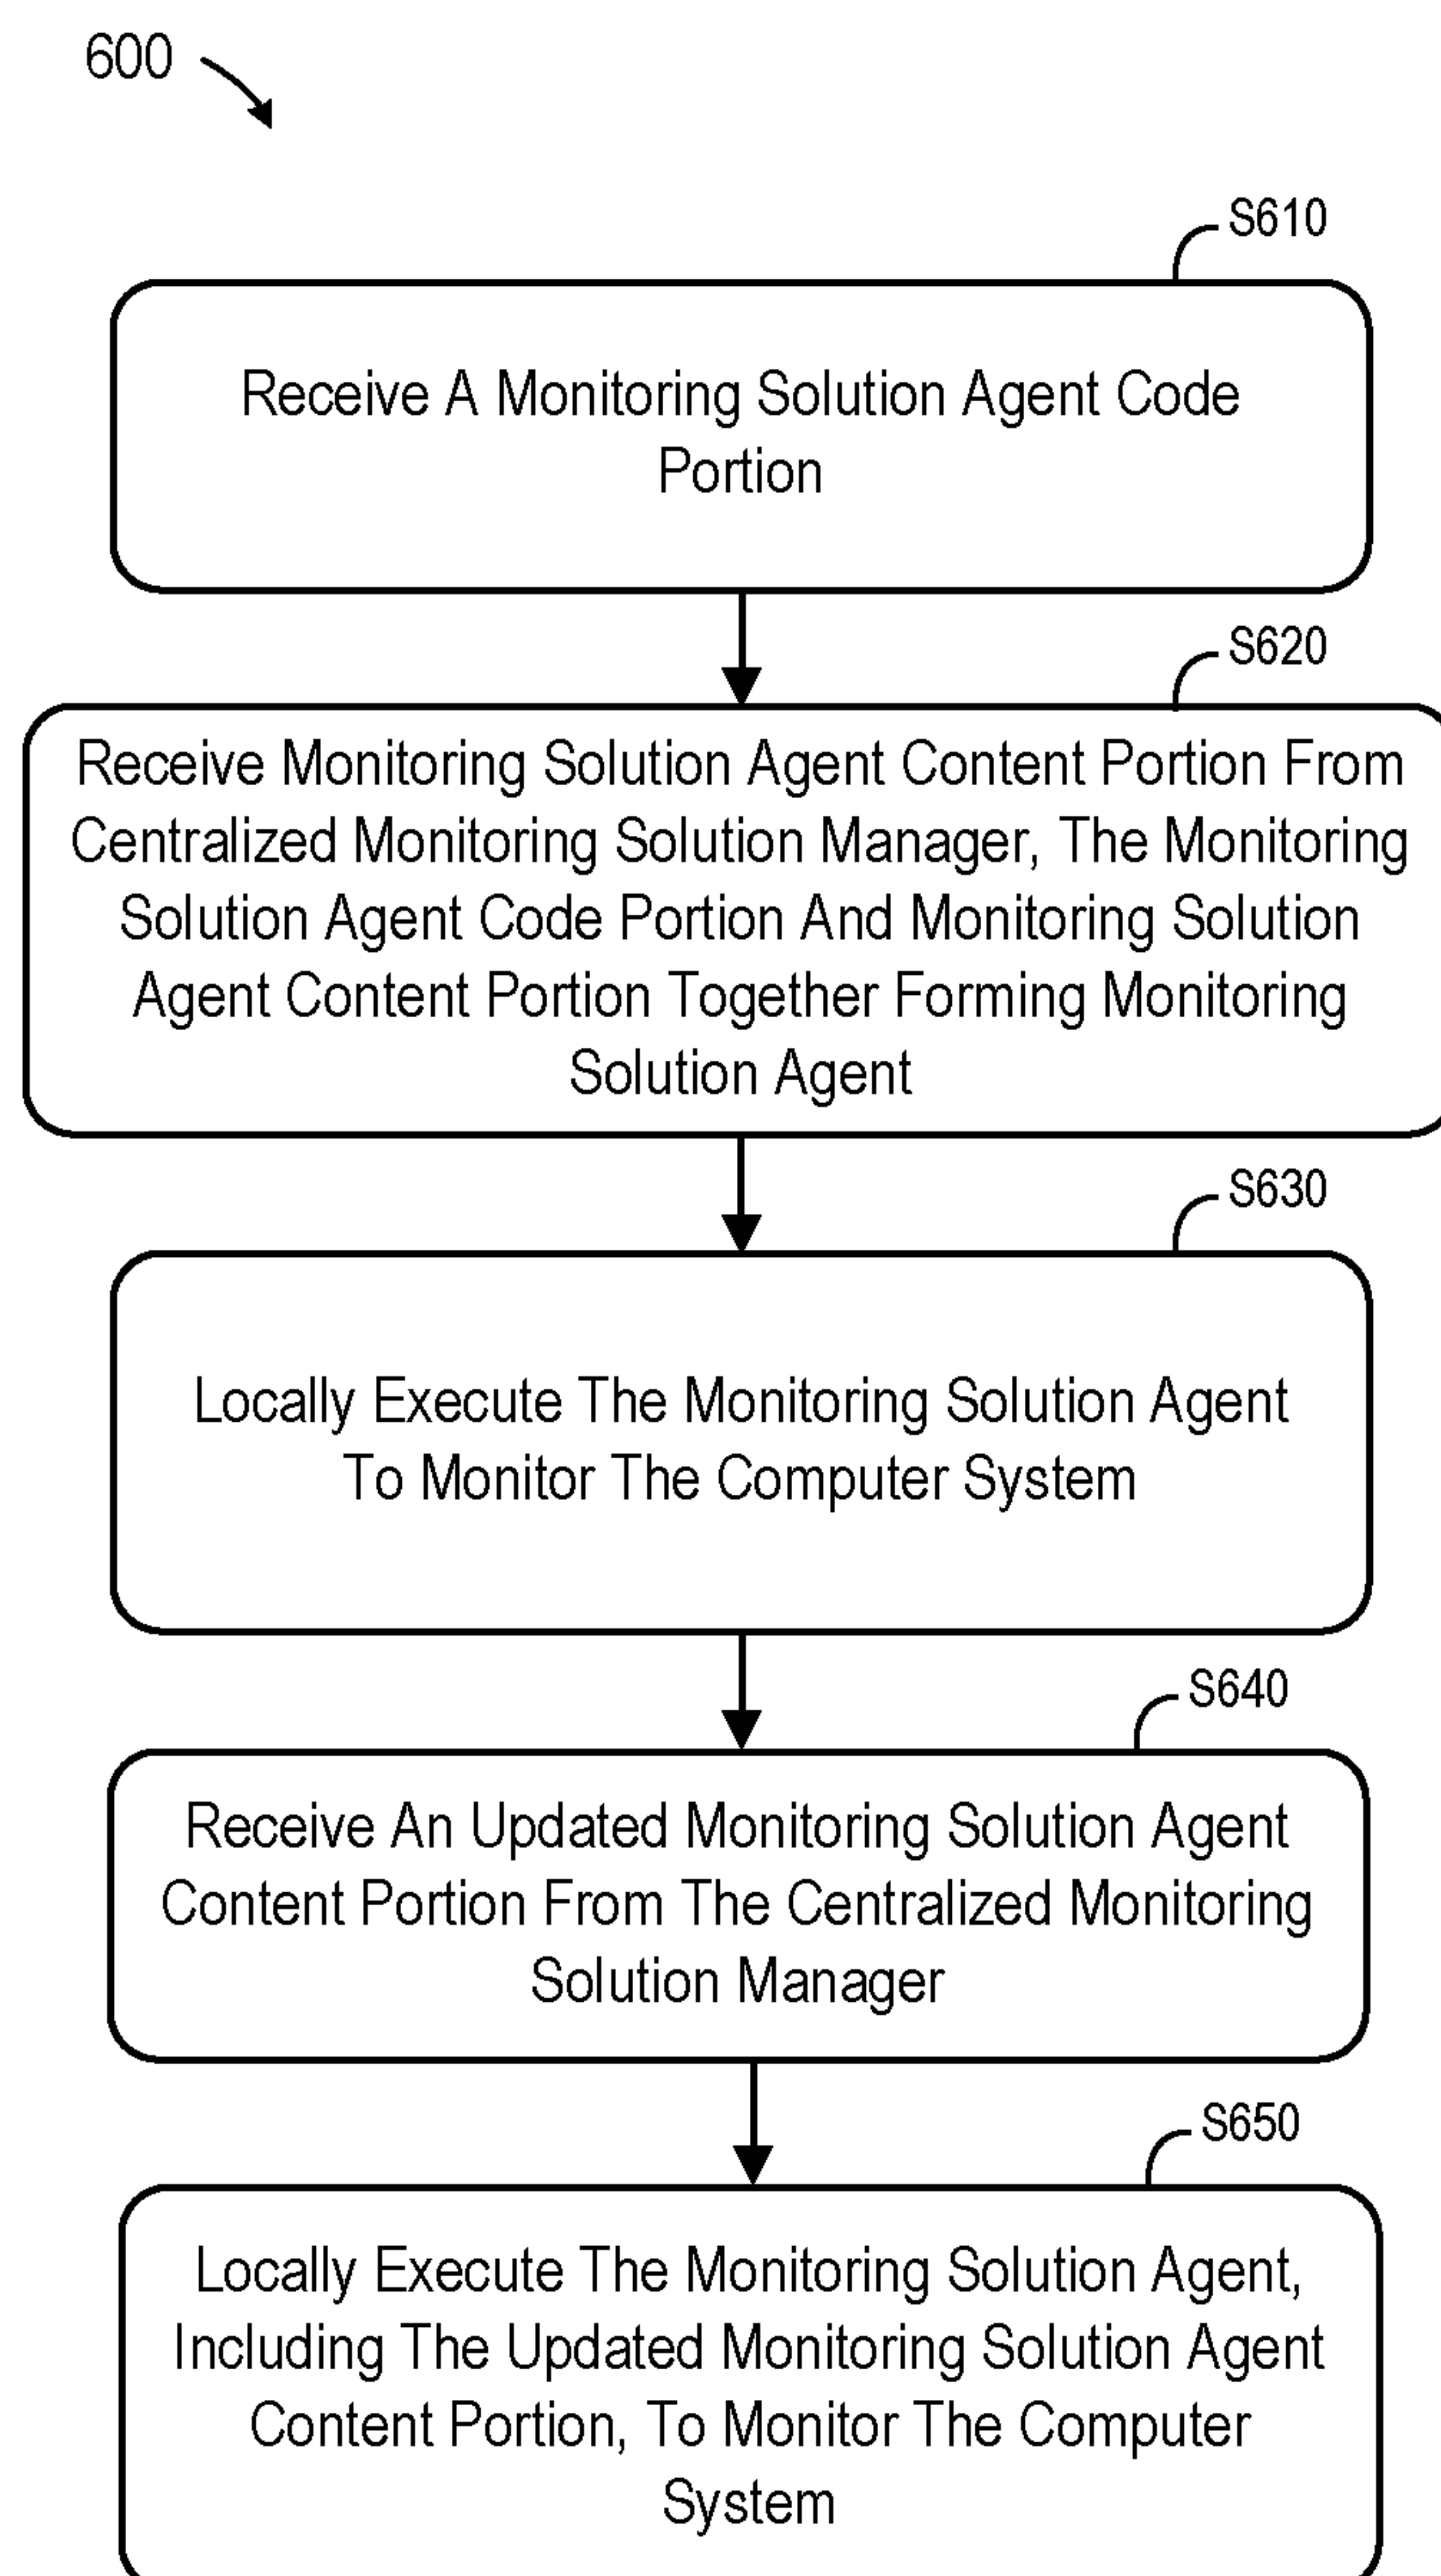 600
S610
Receive A Monitoring Solution Agent Code
Portion
S620
Receive Monitoring Solution Agent Content Portion From
Centralized Monitoring Solution Manager, The Monitoring
Solution Agent Code Portion And Monitoring Solution
Agent Content Portion Together Forming Monitoring
Solution Agent
S630
Locally Execute The Monitoring Solution Agent
To Monitor The Computer System
S640
Receive An Updated Monitoring Solution Agent
Content Portion From The Centralized Monitoring
Solution Manager
S650
Locally Execute The Monitoring Solution Agent,
Including The Updated Monitoring Solution Agent
Content Portion, To Monitor The Computer
System